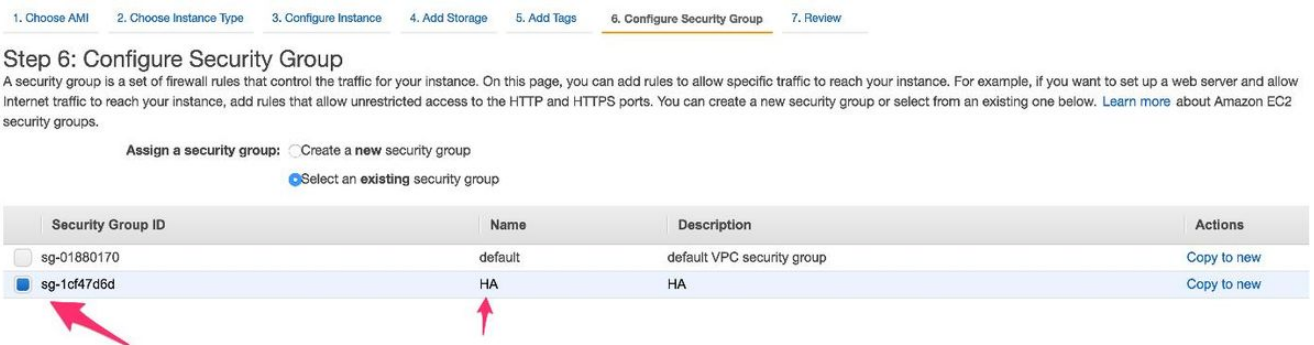 1. Choose AMI 2. Choose Instance Type 3. Configure Instance 4. Add Storage 5. Add Tags 6. Configure Security Group 7. Review
Step 6: Configure Security Group
A security group is a set of firewall rules that control the traffic for your instance. On this page, you can add rules to allow specific traffic to reach your instance. For example, if you want to set up a web server and allow
Internet traffic to reach your instance, add rules that allow unrestricted access to the HTTP and HTTPS ports. You can create a new security group or select from an existing one below. Learn more about Amazon EC2
security groups.
Assign a security group: Create a new security group
Select an existing security group
Security Group ID Name Description Actions
sg-01880170 default default VPC security group Copy to new
sg-1cf47d6d HA HA Copy to new